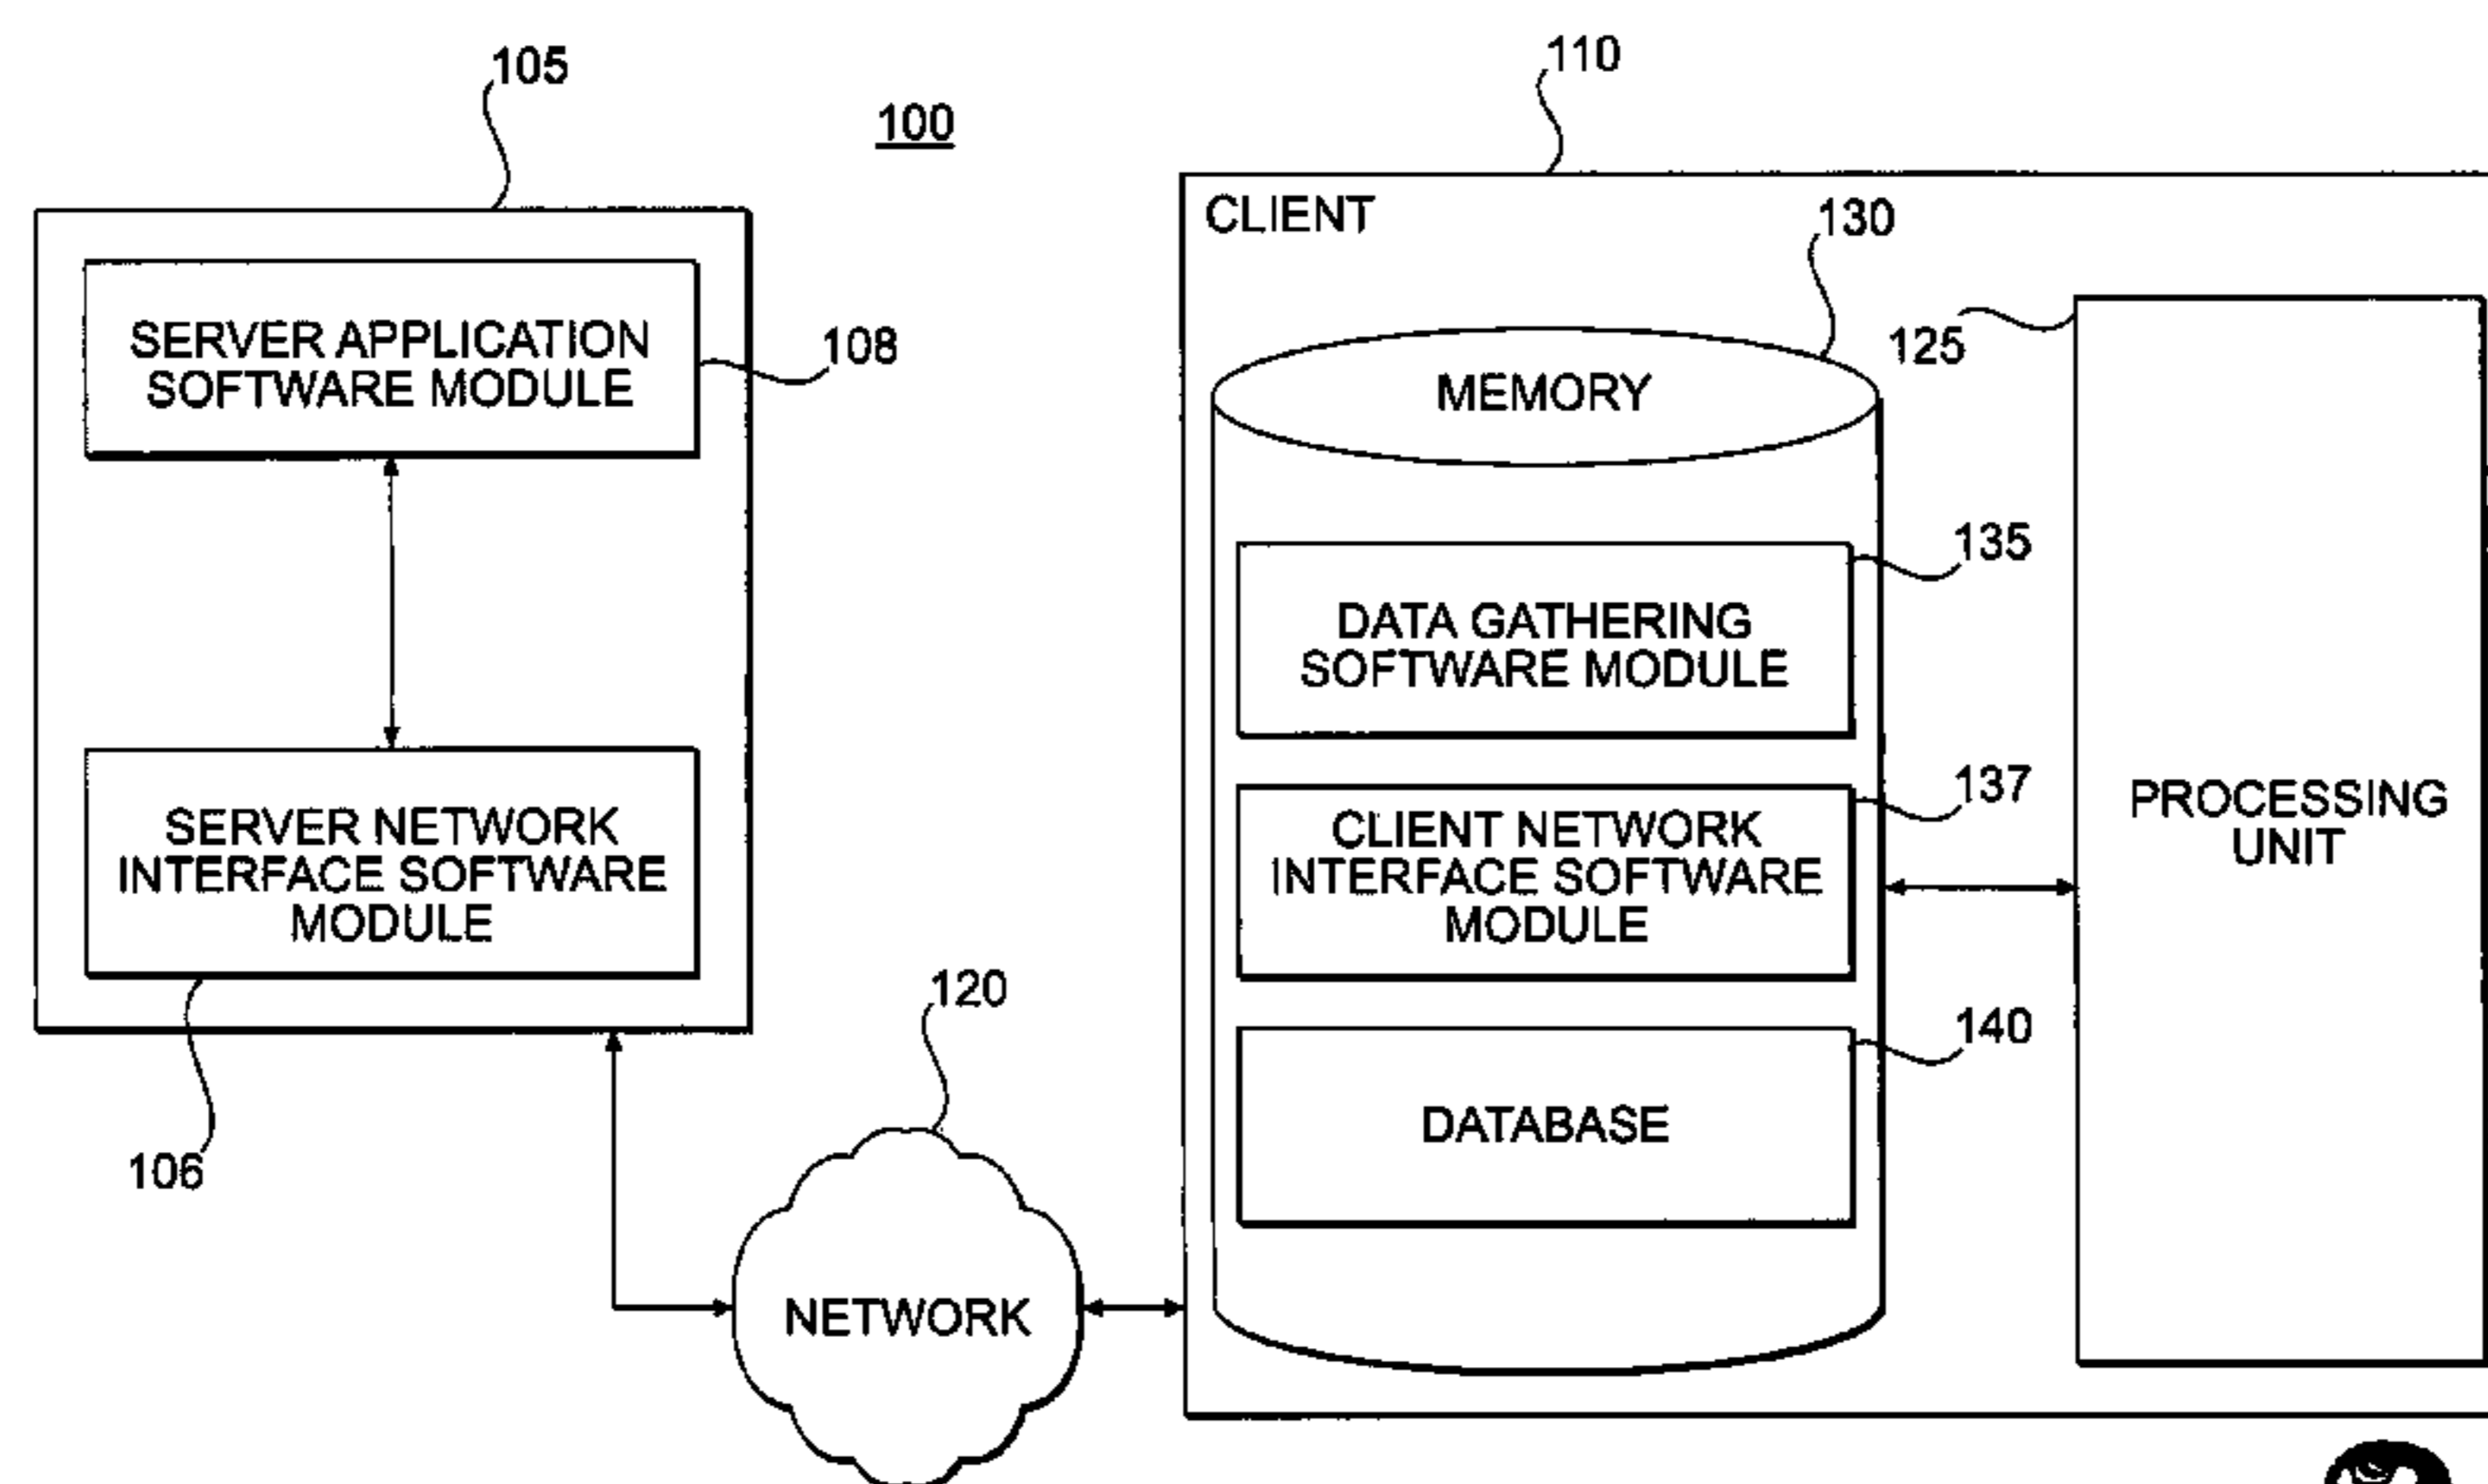 105
100
110
CLIENT
130
SERVER APPLICATION
SOFTWARE MODULE
108
125
MEMORY
135
DATA GATHERING
SOFTWARE MODULE
137
PROCESSING
UNIT
SERVER NETWORK
INTERFACE SOFTWARE
MODULE
CLIENT NETWORK
INTERFACE SOFTWARE
MODULE
120
140
106
DATABASE
NETWORK